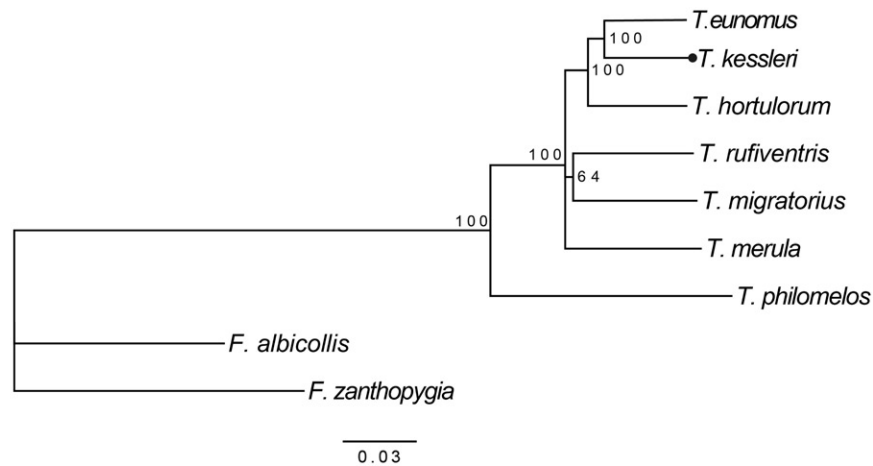 T.eunomus
100
T. kessleri
100
T. hortulorum
100
T. rufiventris
64
T. migratorius
100
T. merula
T. philomelos
F. albicollis
F. zanthopygia
0.03